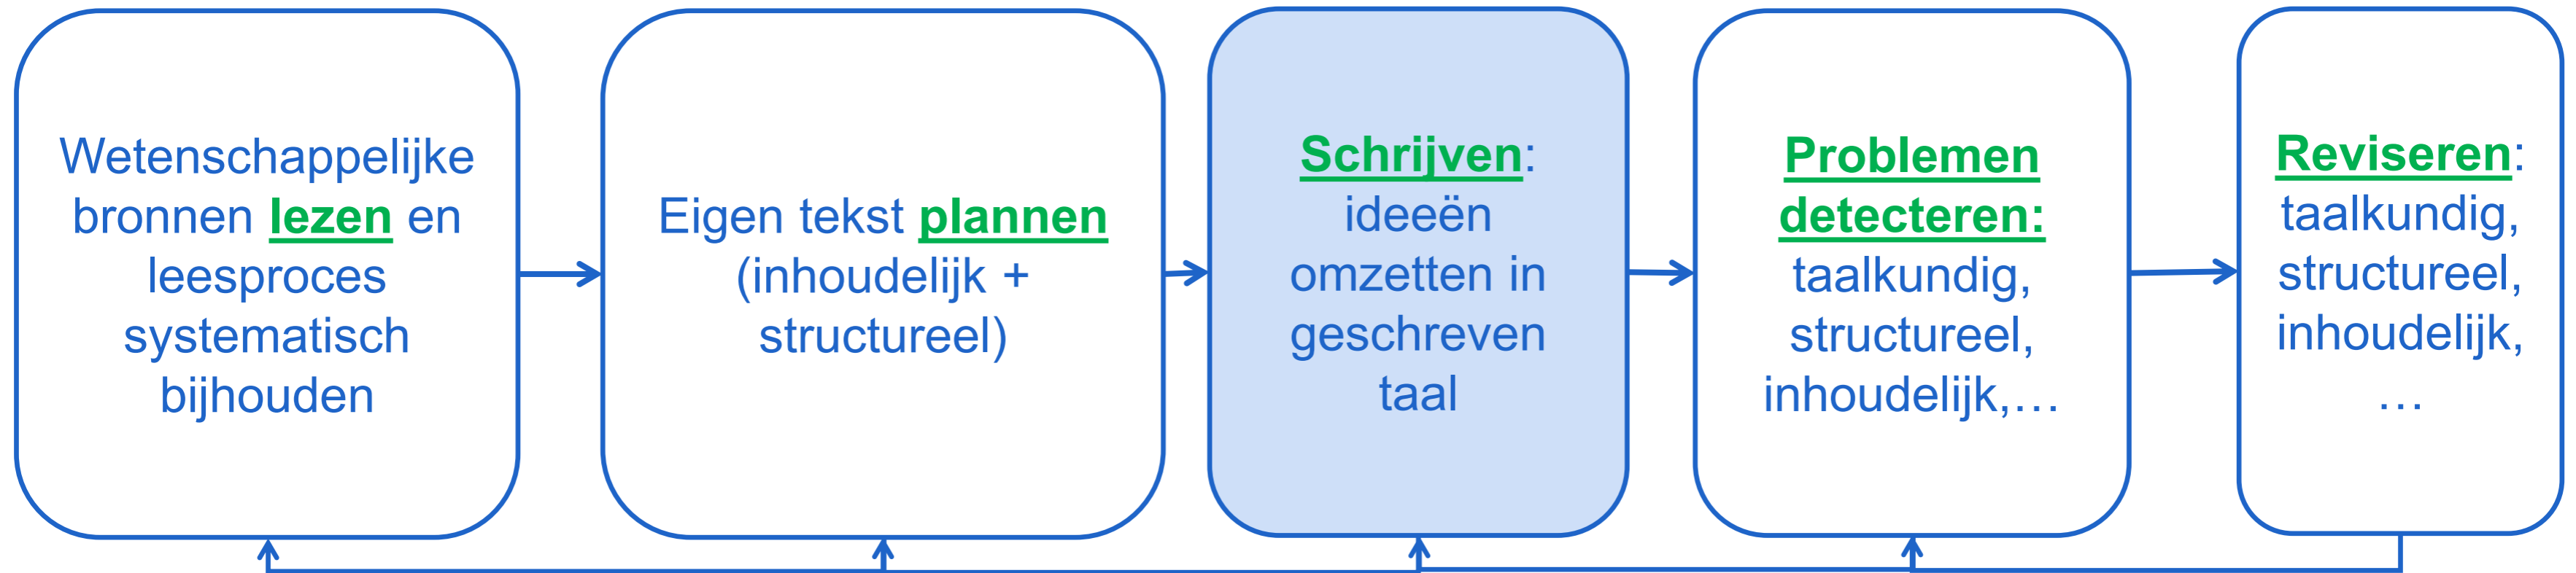 Wetenschappelijke
bronnen lezen en
leesproces
systematisch
bijhouden
Eigen tekst plannen
(inhoudelijk +
structureel)
Schrijven:
ideeën
omzetten in
geschreven
taal
Problemen
detecteren:
taalkundig,
structureel,
inhoudelijk,…
Reviseren:
taalkundig,
structureel,
inhoudelijk,
…